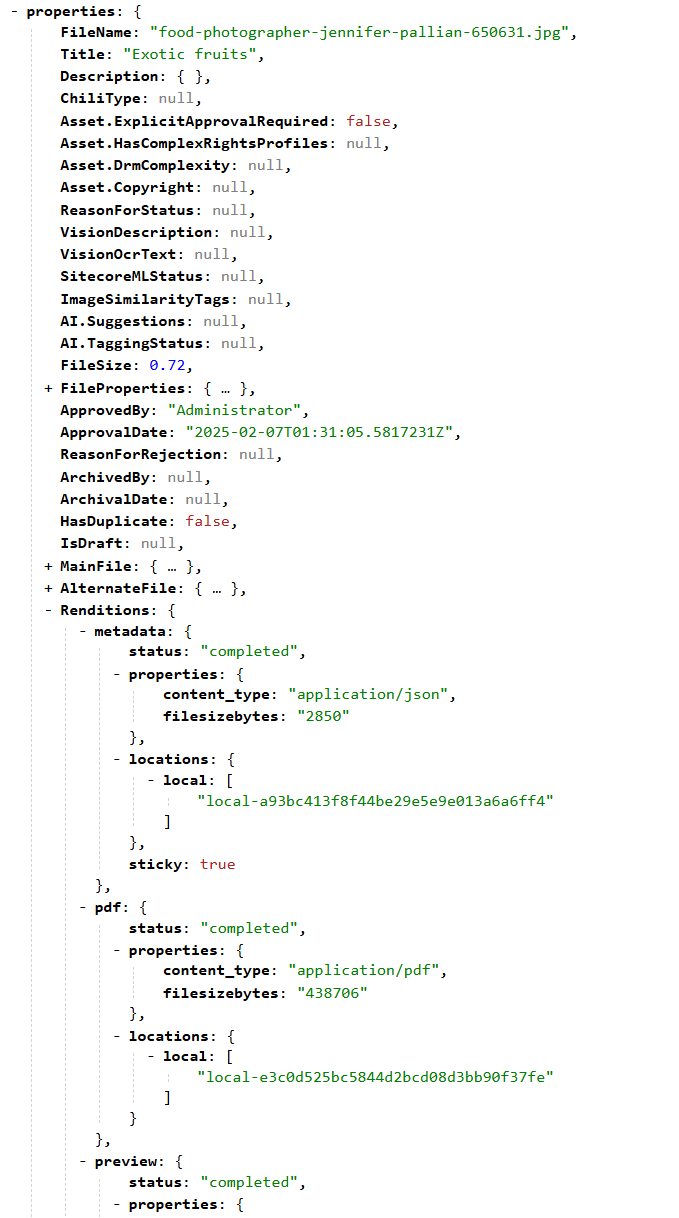 - properties: {
FileName: "food-photographer-jennifer-pallian-650631.jpg",
Title: "Exotic fruits",
Description: { },
ChiliType: null,
Asset.ExplicitApprovalRequired: false,
Asset.HasComplexRightsProfiles: null,
Asset.DrmComplexity: null,
Asset.Copyright: null,
ReasonForStatus: null,
VisionDescription: null,
VisionOcrText: null,
SitecoreMLStatus: null,
ImageSimilarityTags: null,
AI.Suggestions: null,
AI.TaggingStatus: null,
FileSize: 0.72,
+ FileProperties: { … },
ApprovedBy: "Administrator",
ApprovalDate: "2025-02-07T01:31:05.5817231Z",
ReasonForRejection: null,
ArchivedBy: null,
ArchivalDate: null,
HasDuplicate: false,
IsDraft: null,
+ MainFile: { … },
+ AlternateFile: { … },
- Renditions: {
- metadata: {
status: "completed",
- properties: {
content_type: "application/json",
filesizebytes: "2850"
},
- locations: {
- local: [
"local-a93bc413f8f44be29e5e9e013a6a6ff4"
]
},
sticky: true
},
- pdf: {
status: "completed",
- properties: {
content_type: "application/pdf",
filesizebytes: "438706"
},
- locations: {
- local: [
"local-e3c0d525bc5844d2bcd08d3bb90f37fe"
]
}
},
- preview: {
status: "completed",
- properties: {